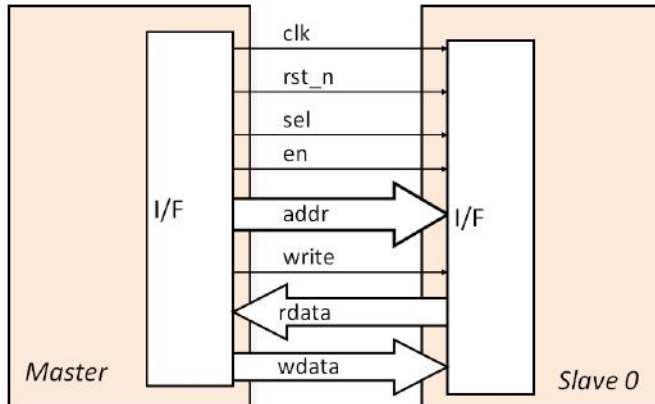 clk
rst_n
sel
en
I/F
addr
I/F
write
rdata
wdata
Master
Slave 0